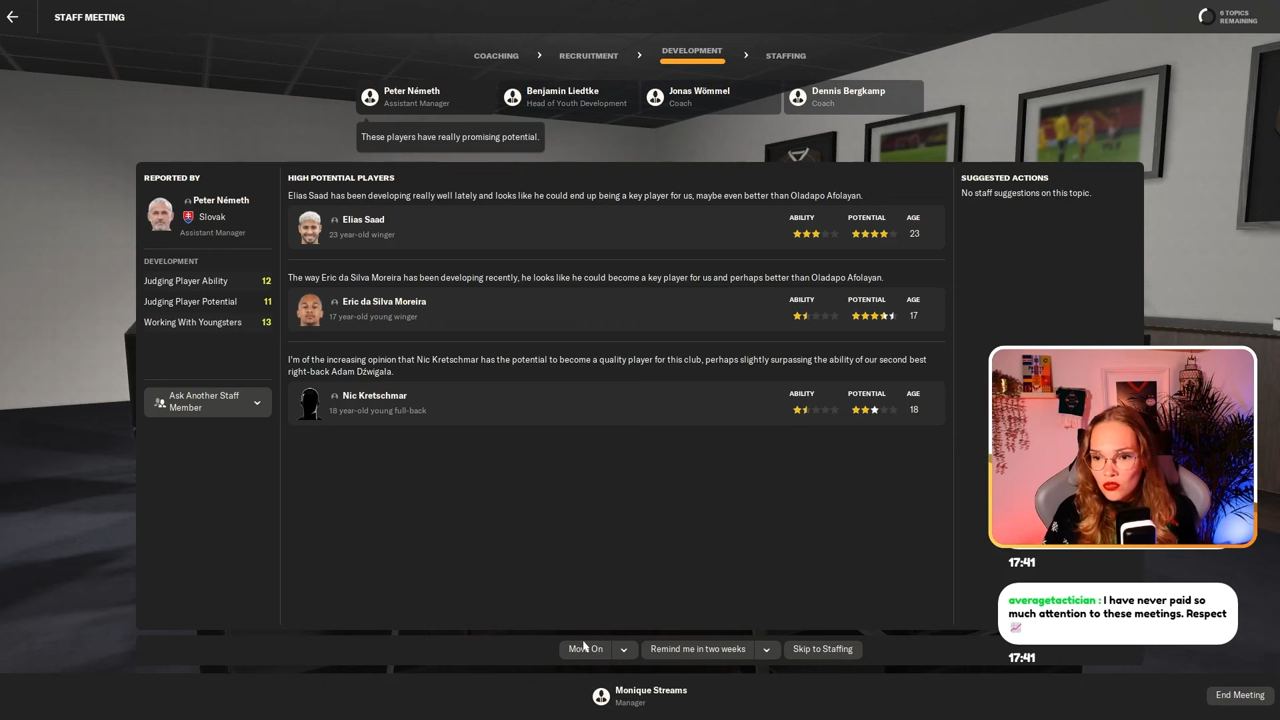 STAFF MEETING
6 TOPICS
REMAINING
COACHING
RECRUITMENT
DEVELOPMENT
STAFFING
Peter Németh
Assistant Manager
Benjamin Liedtke
Head of Youth Development
Jonas Wömmel
Coach
Dennis Bergkamp
Coach
These players have really promising potential.
REPORTED BY
Peter Németh
Slovak
Assistant Manager
DEVELOPMENT
Judging Player Ability 12
Judging Player Potential 11
Working With Youngsters 13
Ask Another Staff
Member
HIGH POTENTIAL PLAYERS
Elias Saad has been developing really well lately and looks like he could end up being a key player for us, maybe even better than Oladapo Afolayan.
Elias Saad
23 year-old winger
ABILITY POTENTIAL AGE
23
The way Eric da Silva Moreira has been developing recently, he looks like he could become a key player for us and perhaps better than Oladapo Afolayan.
Eric da Silva Moreira
17 year-old young winger
ABILITY POTENTIAL AGE
17
I'm of the increasing opinion that Nic Kretschmar has the potential to become a quality player for this club, perhaps slightly surpassing the ability of our second best
right-back Adam Dźwigala.
Nic Kretschmar
18 year-old young full-back
ABILITY POTENTIAL AGE
18
SUGGESTED ACTIONS
No staff suggestions on this topic.
17:41
averagetactician : I have never paid so
much attention to these meetings. Respect
17:41
Move On
Remind me in two weeks
Skip to Staffing
Monique Streams
Manager
End Meeting